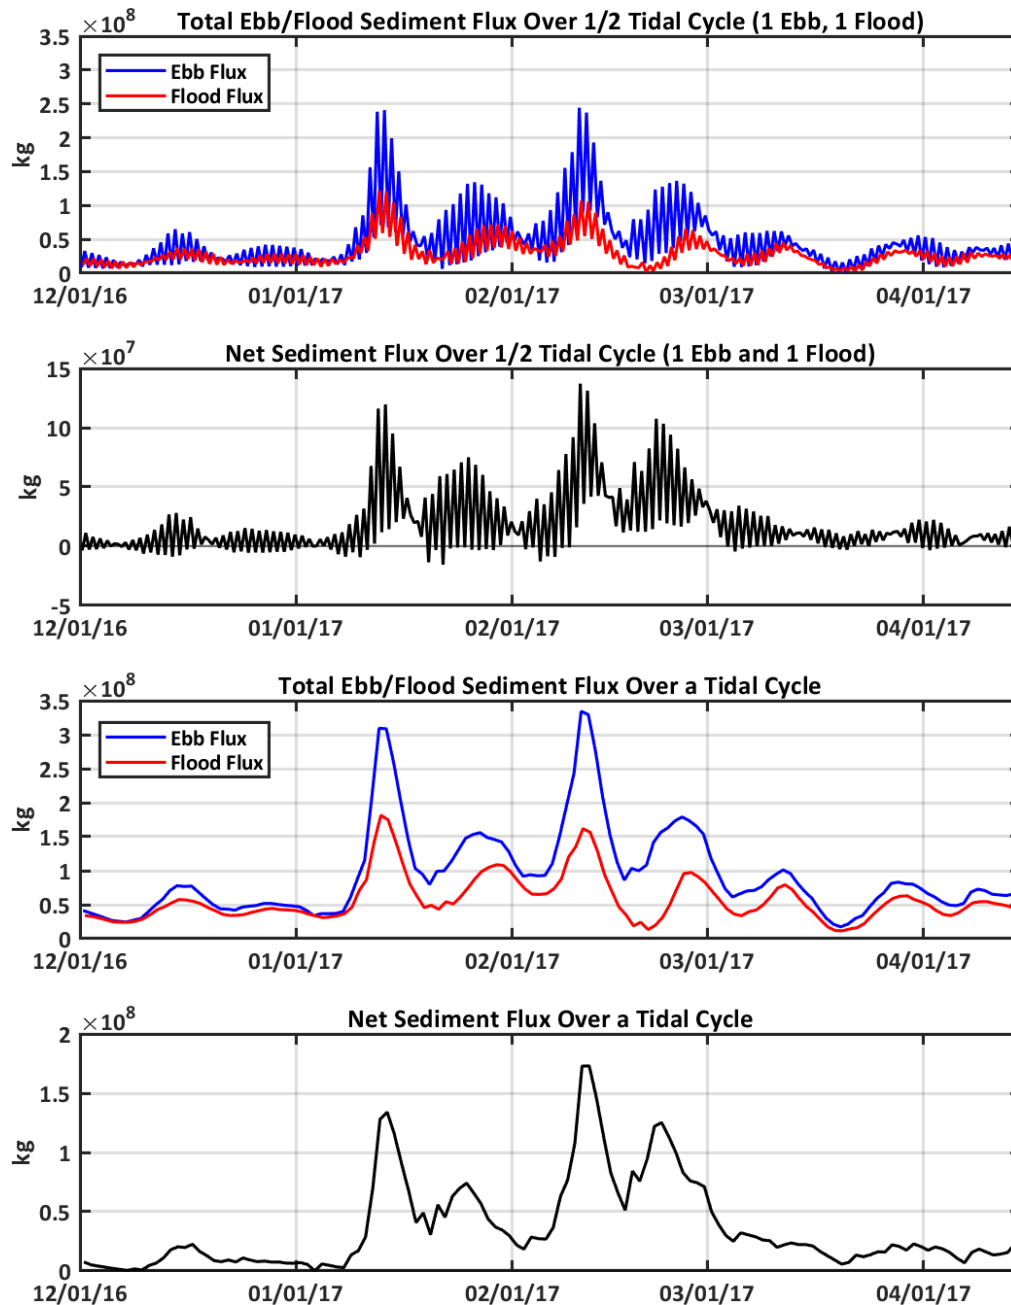 Total Ebb/Flood Sediment Flux Over 1/2 Tidal Cycle (1 Ebb, 1 Flood)
×10^8
3.5
3
2.5
2
1.5
1
0.5
0
kg
Ebb Flux
Flood Flux
12/01/16 01/01/17 02/01/17 03/01/17 04/01/17
Net Sediment Flux Over 1/2 Tidal Cycle (1 Ebb and 1 Flood)
×10^7
15
10
5
0
-5
kg
12/01/16 01/01/17 02/01/17 03/01/17 04/01/17
Total Ebb/Flood Sediment Flux Over a Tidal Cycle
×10^8
3.5
3
2.5
2
1.5
1
0.5
0
kg
Ebb Flux
Flood Flux
12/01/16 01/01/17 02/01/17 03/01/17 04/01/17
Net Sediment Flux Over a Tidal Cycle
×10^8
2
1.5
1
0.5
0
kg
12/01/16 01/01/17 02/01/17 03/01/17 04/01/17